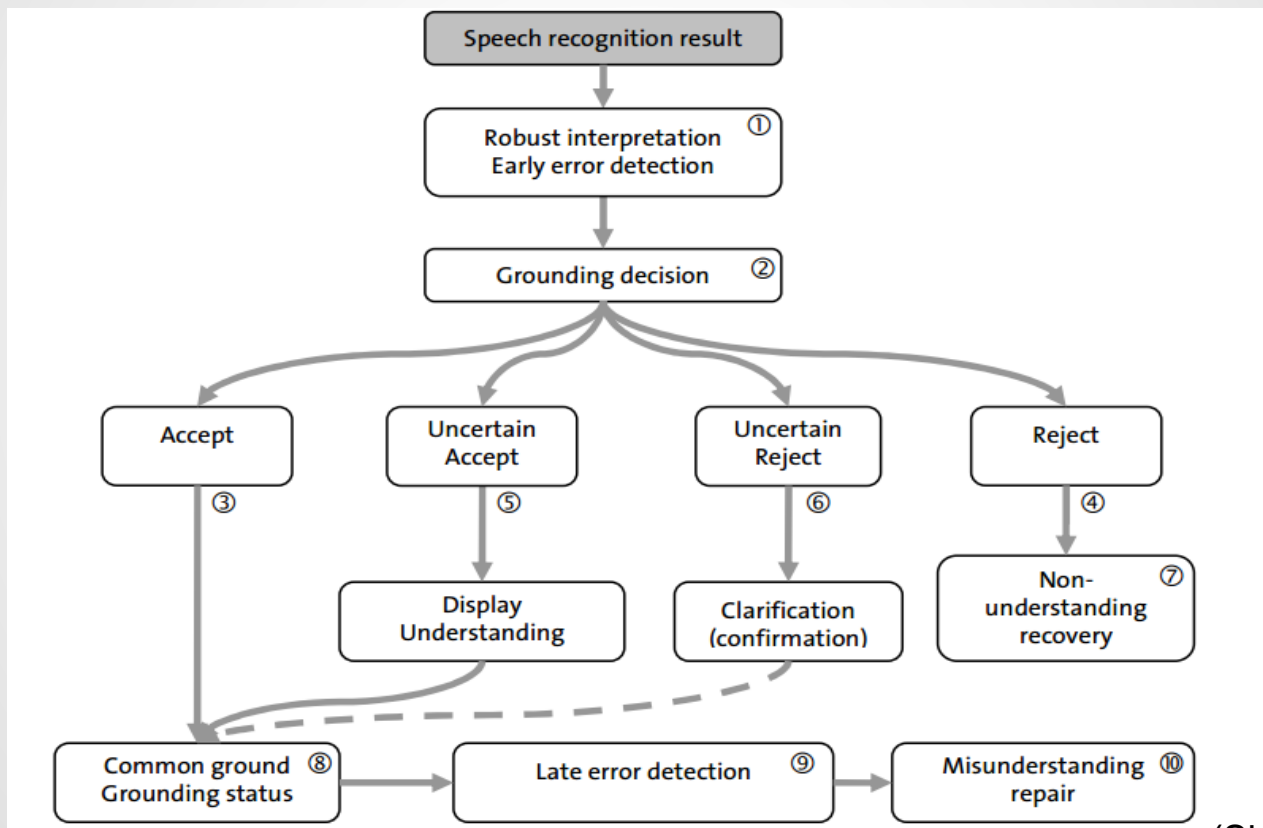 Speech recognition result
Robust interpretation ①
Early error detection
Grounding decision ②
Accept
Uncertain
Accept
Uncertain
Reject
Reject
③
⑤
⑥
④
Display
Understanding
Clarification
(confirmation)
Non- ⑦
understanding
recovery
Common ground ⑧
Grounding status
Late error detection ⑨
Misunderstanding ⑩
repair